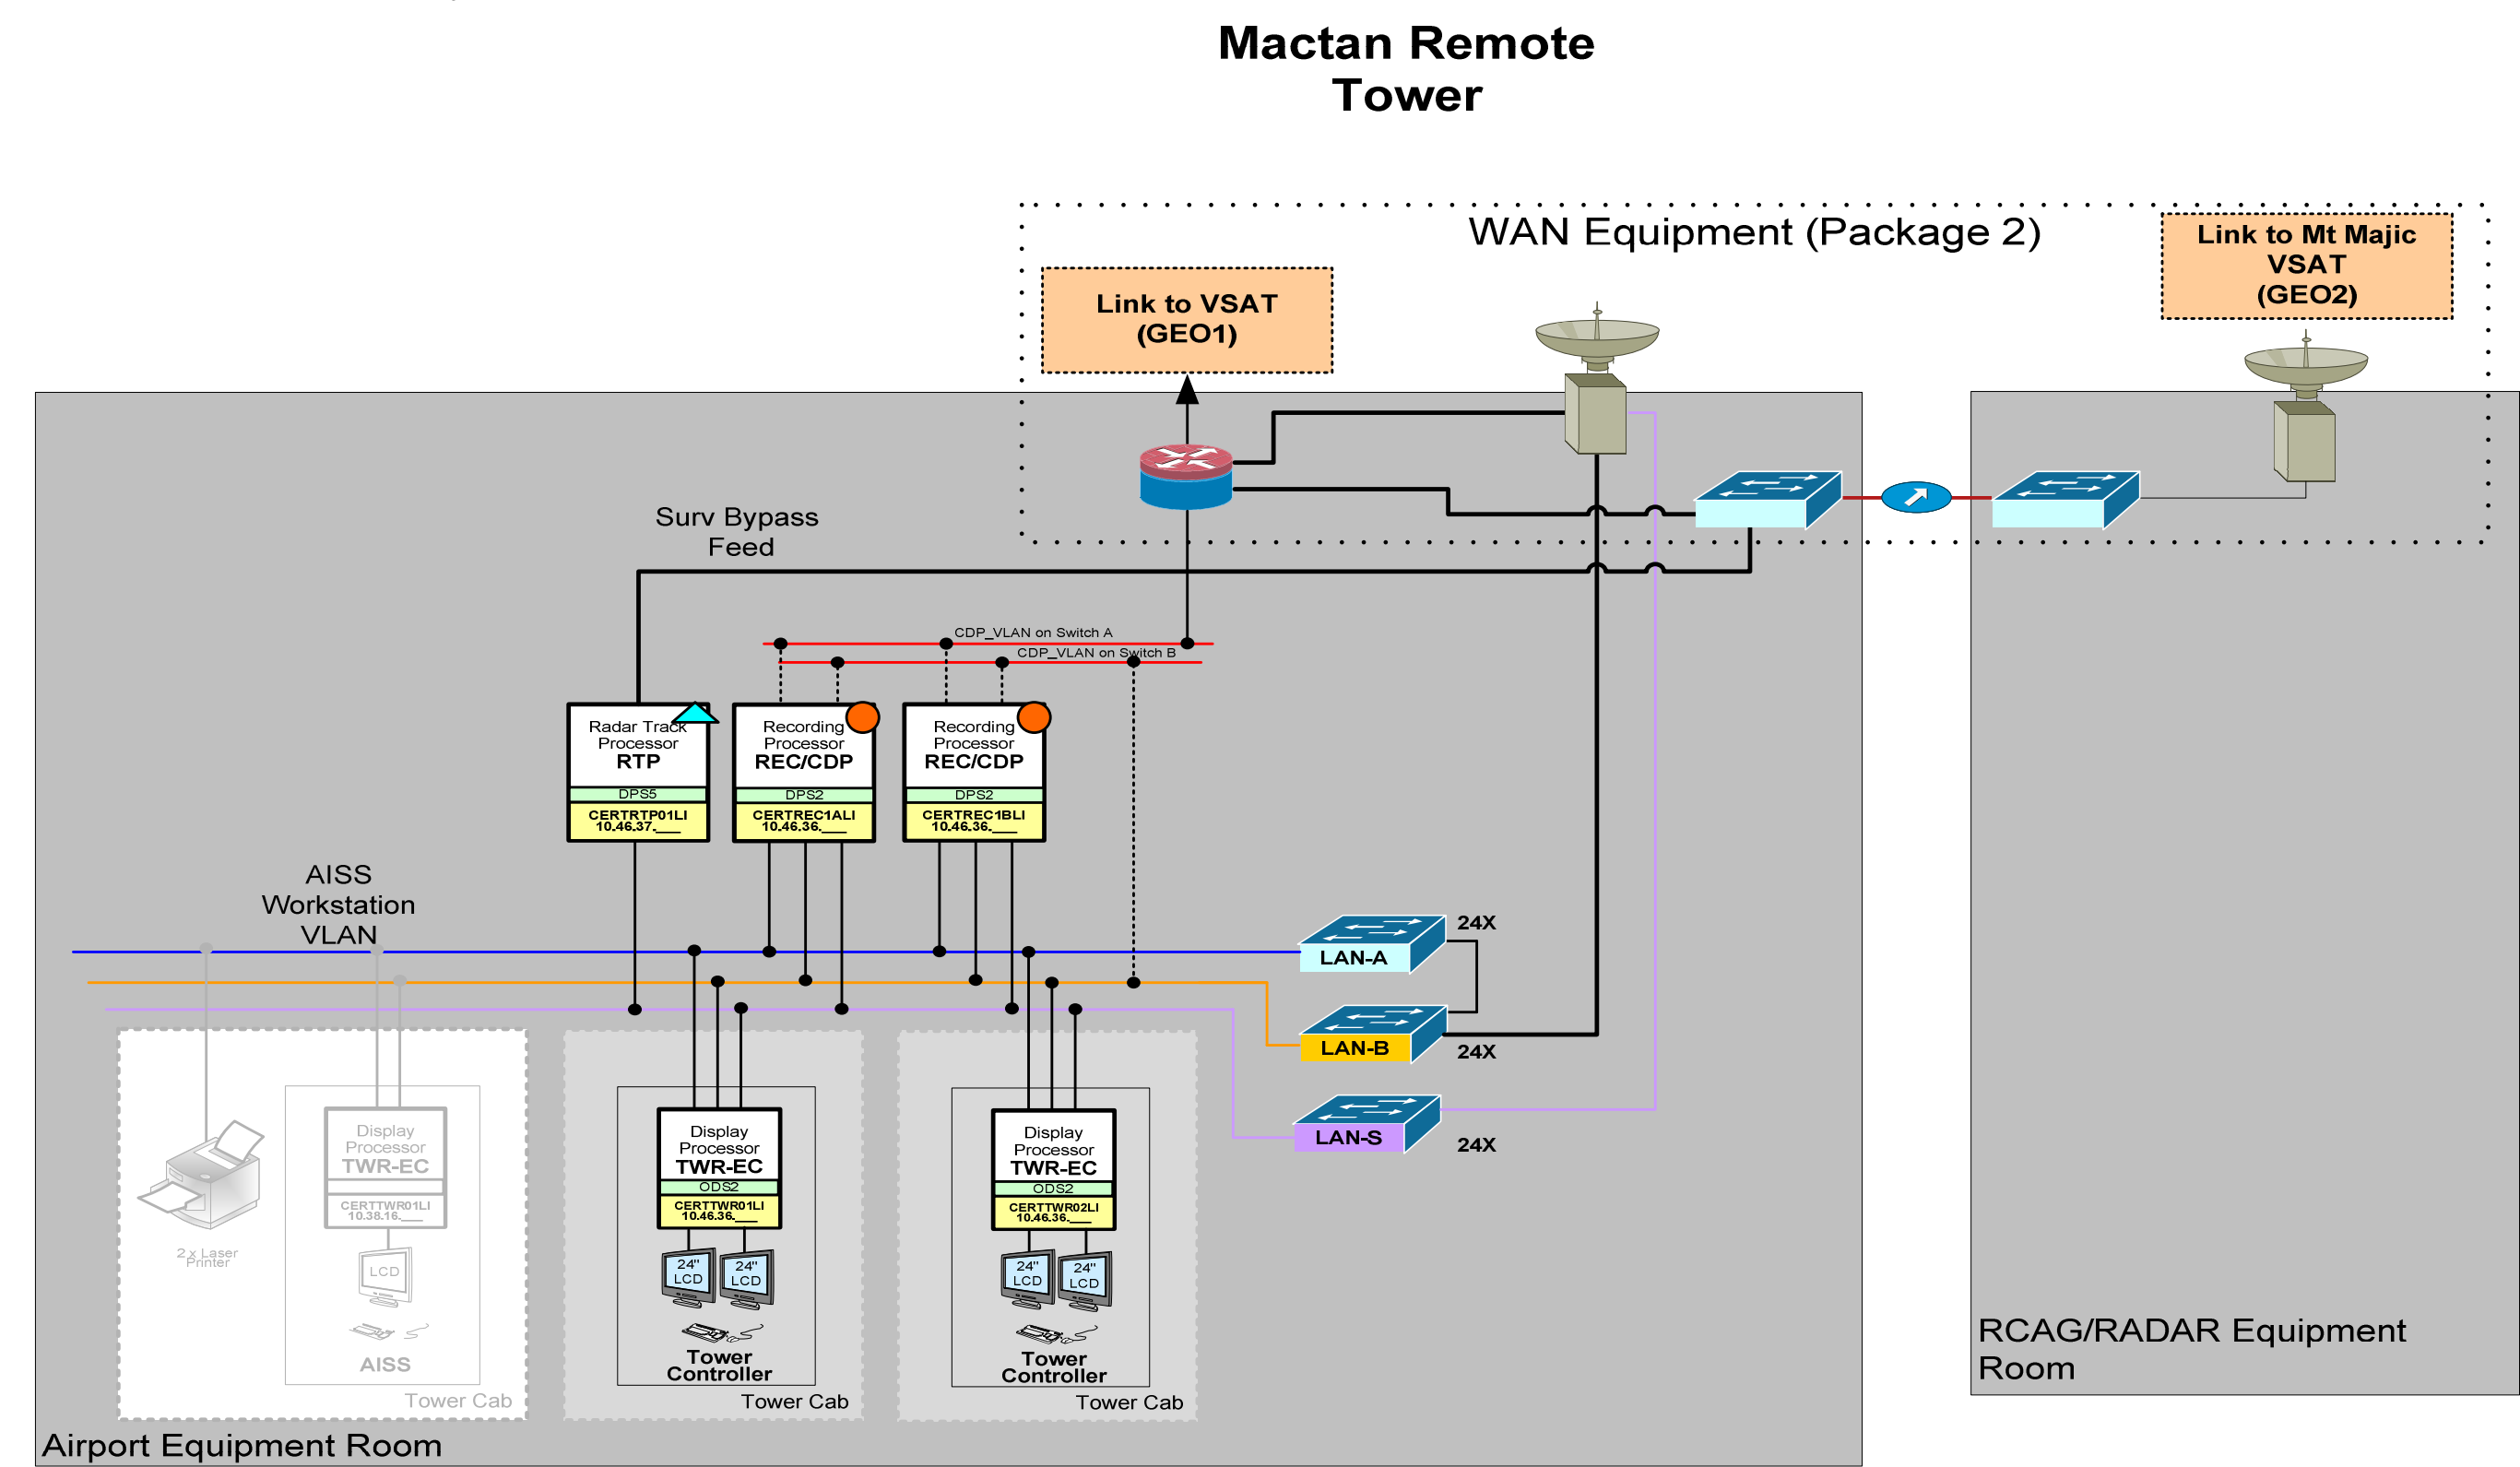 Mactan Remote
Tower
WAN Equipment (Package 2)
Link to Mt Majic
VSAT
(GEO2)
Link to VSAT
(GEO1)
Surv Bypass
Feed
CDP_VLAN on Switch A
CDP_VLAN on Switch B
Radar Track
Processor
RTP
DPS5
CERTRTP01LI
10.46.37.___
Recording
Processor
REC/CDP
DPS2
CERTREC1ALI
10.46.36.___
Recording
Processor
REC/CDP
DPS2
CERTREC1BLI
10.46.36.___
AISS
Workstation
VLAN
24X
LAN-A
LAN-B
24X
LAN-S
24X
2 x Laser
Printer
Display
Processor
TWR-EC
CERTTWR01LI
10.38.16.___
LCD
AISS
Tower Cab
Display
Processor
TWR-EC
ODS2
CERTTWR01LI
10.46.36.___
24"
LCD
24"
LCD
Tower
Controller
Tower Cab
Display
Processor
TWR-EC
ODS2
CERTTWR02LI
10.46.36.___
24"
LCD
24"
LCD
Tower
Controller
Tower Cab
Airport Equipment Room
RCAG/RADAR Equipment
Room